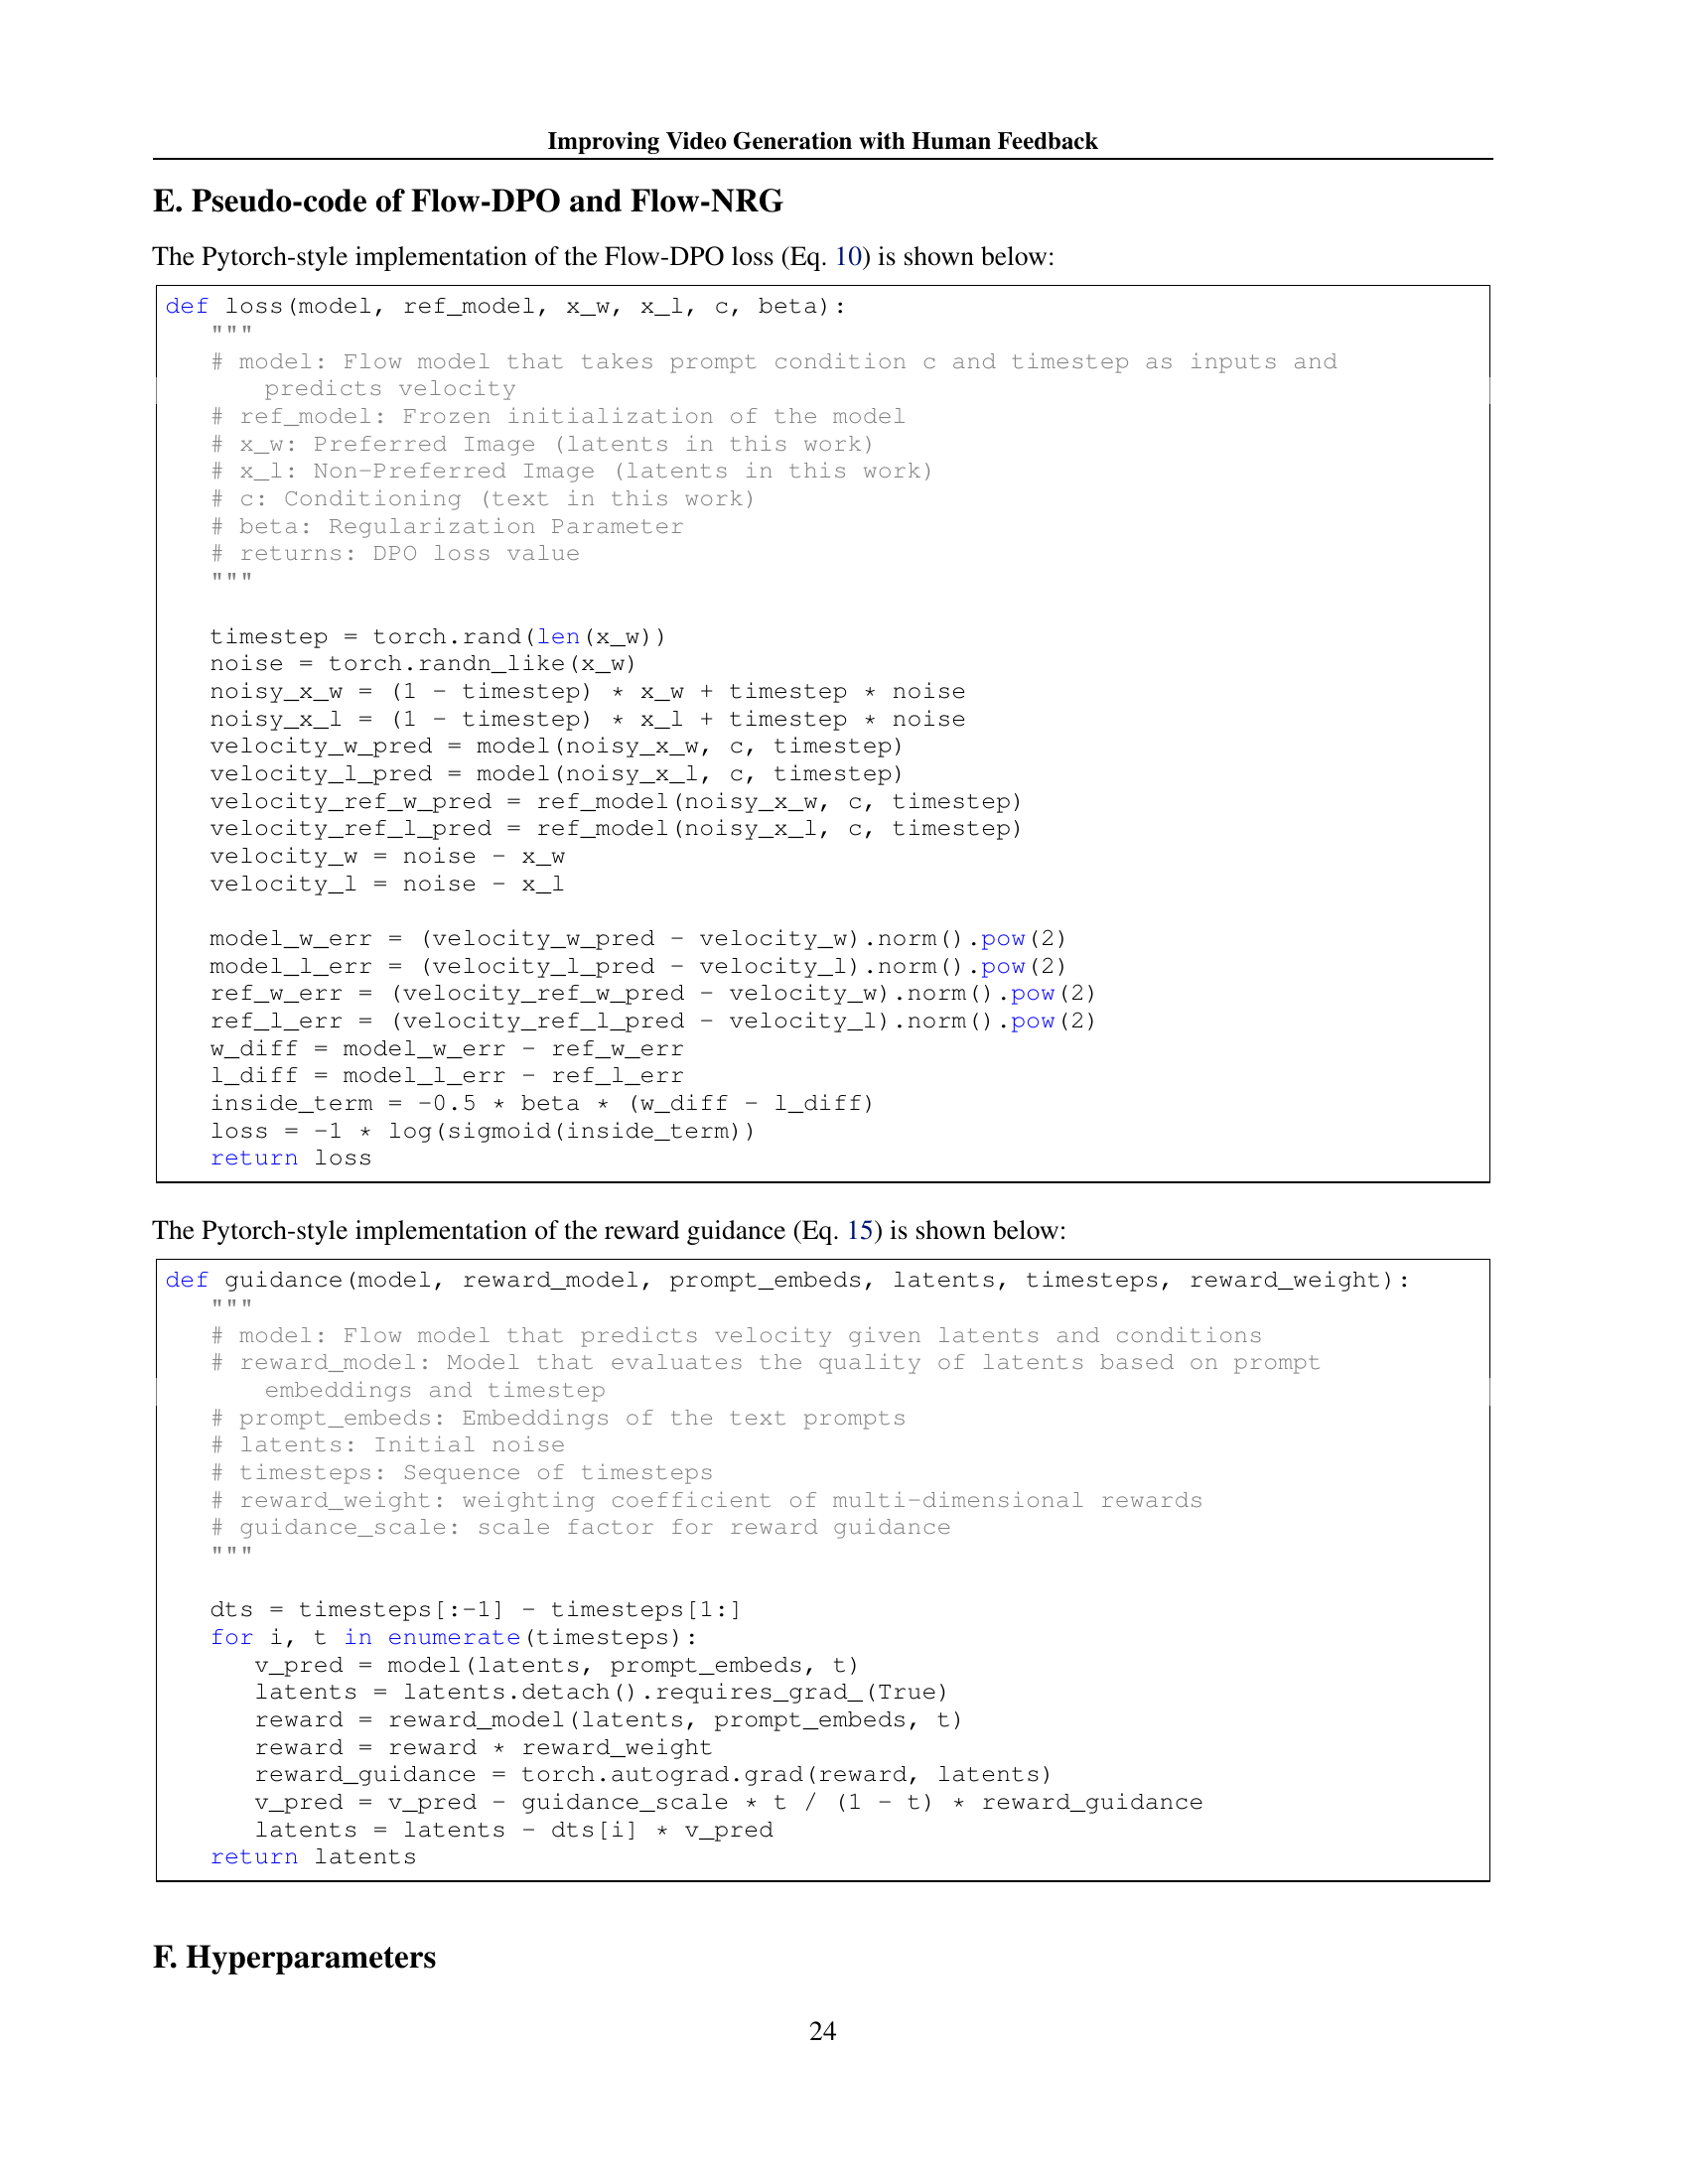 Improving Video Generation with Human Feedback
E. Pseudo-code of Flow-DPO and Flow-NRG
The Pytorch-style implementation of the Flow-DPO loss (Eq. 10) is shown below:
def loss(model, ref_model, x_w, x_l, c, beta):
"""
# model: Flow model that takes prompt condition c and timestep as inputs and
predicts velocity
# ref_model: Frozen initialization of the model
# x_w: Preferred Image (latents in this work)
# x_l: Non-Preferred Image (latents in this work)
# c: Conditioning (text in this work)
# beta: Regularization Parameter
# returns: DPO loss value
"""
timestep = torch.rand(len(x_w))
noise = torch.randn_like(x_w)
noisy_x_w = (1 - timestep) * x_w + timestep * noise
noisy_x_l = (1 - timestep) * x_l + timestep * noise
velocity_w_pred = model(noisy_x_w, c, timestep)
velocity_l_pred = model(noisy_x_l, c, timestep)
velocity_ref_w_pred = ref_model(noisy_x_w, c, timestep)
velocity_ref_l_pred = ref_model(noisy_x_l, c, timestep)
velocity_w = noise - x_w
velocity_l = noise - x_l
model_w_err = (velocity_w_pred - velocity_w).norm().pow(2)
model_l_err = (velocity_l_pred - velocity_l).norm().pow(2)
ref_w_err = (velocity_ref_w_pred - velocity_w).norm().pow(2)
ref_l_err = (velocity_ref_l_pred - velocity_l).norm().pow(2)
w_diff = model_w_err - ref_w_err
l_diff = model_l_err - ref_l_err
inside_term = -0.5 * beta * (w_diff - l_diff)
loss = -1 * log(sigmoid(inside_term))
return loss
The Pytorch-style implementation of the reward guidance (Eq. 15) is shown below:
def guidance(model, reward_model, prompt_embeds, latents, timesteps, reward_weight):
"""
# model: Flow model that predicts velocity given latents and conditions
# reward_model: Model that evaluates the quality of latents based on prompt
embeddings and timestep
# prompt_embeds: Embeddings of the text prompts
# latents: Initial noise
# timesteps: Sequence of timesteps
# reward_weight: weighting coefficient of multi-dimensional rewards
# guidance_scale: scale factor for reward guidance
"""
dts = timesteps[:-1] - timesteps[1:]
for i, t in enumerate(timesteps):
v_pred = model(latents, prompt_embeds, t)
latents = latents.detach().requires_grad_(True)
reward = reward_model(latents, prompt_embeds, t)
reward = reward * reward_weight
reward_guidance = torch.autograd.grad(reward, latents)
v_pred = v_pred - guidance_scale * t / (1 - t) * reward_guidance
latents = latents - dts[i] * v_pred
return latents
F. Hyperparameters
24